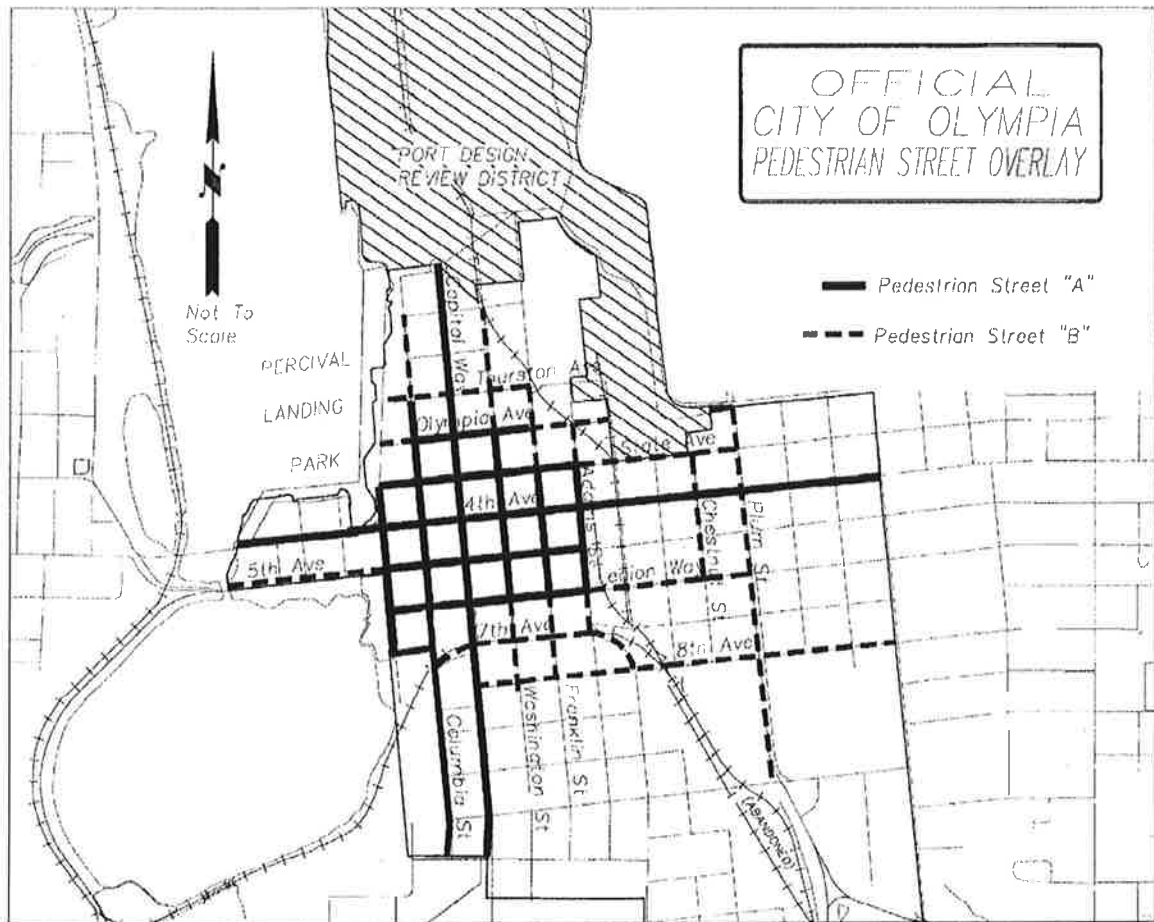 OFFICIAL
CITY OF OLYMPIA
PEDESTRIAN STREET OVERLAY
PORT DESIGN
REVIEW DISTRICT
N
Not To
Scale
Pedestrian Street "A"
Pedestrian Street "B"
PERCIVAL
LANDING
PARK
Capital Way
Thurston Ave
Olympia Ave
State Ave
4th Ave
Adams St
Chestnut St
Plum St
5th Ave
Legion Way
7th Ave
8th Ave
Columbia St
Washington St
Franklin St
(ABANDONED)